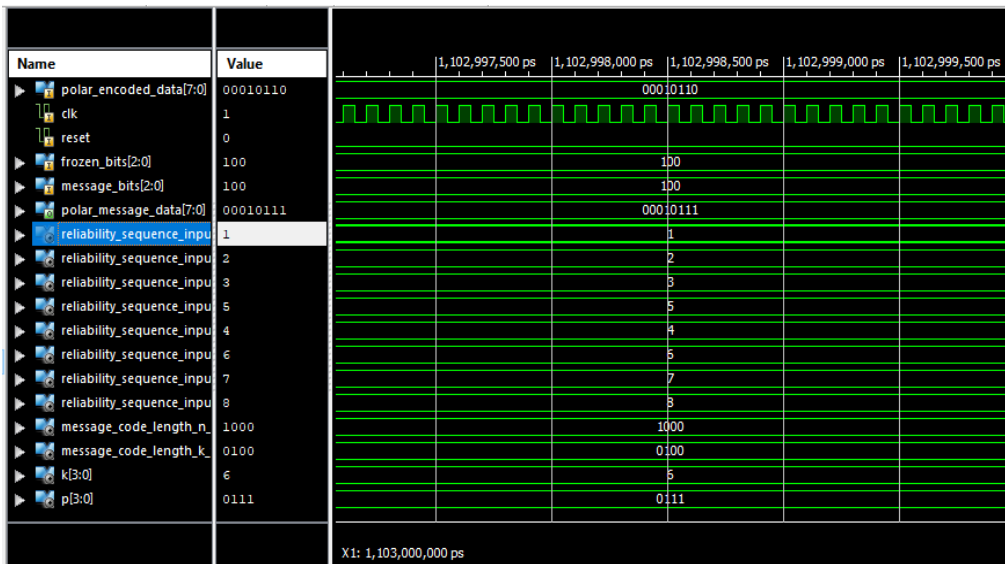 Name Value
1,102,997,500 ps 1,102,998,000 ps 1,102,998,500 ps 1,102,999,000 ps 1,102,999,500 ps
polar_encoded_data[7:0] 00010110 00010110
clk 1
reset 0
frozen_bits[2:0] 100 100
message_bits[2:0] 100 100
polar_message_data[7:0] 00010111 00010111
reliability_sequence_inpu 1 1
reliability_sequence_inpu 2 2
reliability_sequence_inpu 3 3
reliability_sequence_inpu 5 5
reliability_sequence_inpu 4 4
reliability_sequence_inpu 6 6
reliability_sequence_inpu 7 7
reliability_sequence_inpu 8 8
message_code_length_n_ 1000 1000
message_code_length_k_ 0100 0100
k[3:0] 6 6
p[3:0] 0111 0111
X1: 1,103,000,000 ps